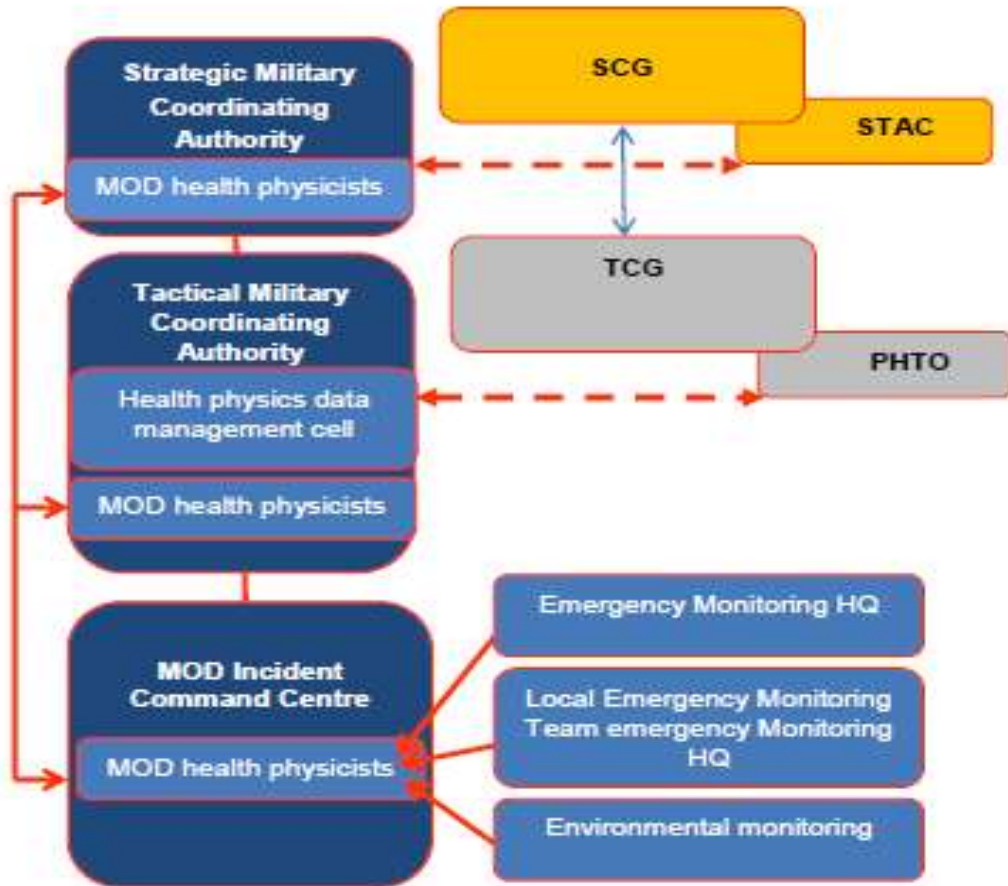 Strategic Military
Coordinating
Authority
MOD health physicists
SCG
STAC
Tactical Military
Coordinating
Authority
Health physics data
management cell
MOD health physicists
TCG
PHTO
MOD Incident
Command Centre
MOD health physicists
Emergency Monitoring HQ
Local Emergency Monitoring
Team emergency Monitoring
HQ
Environmental monitoring